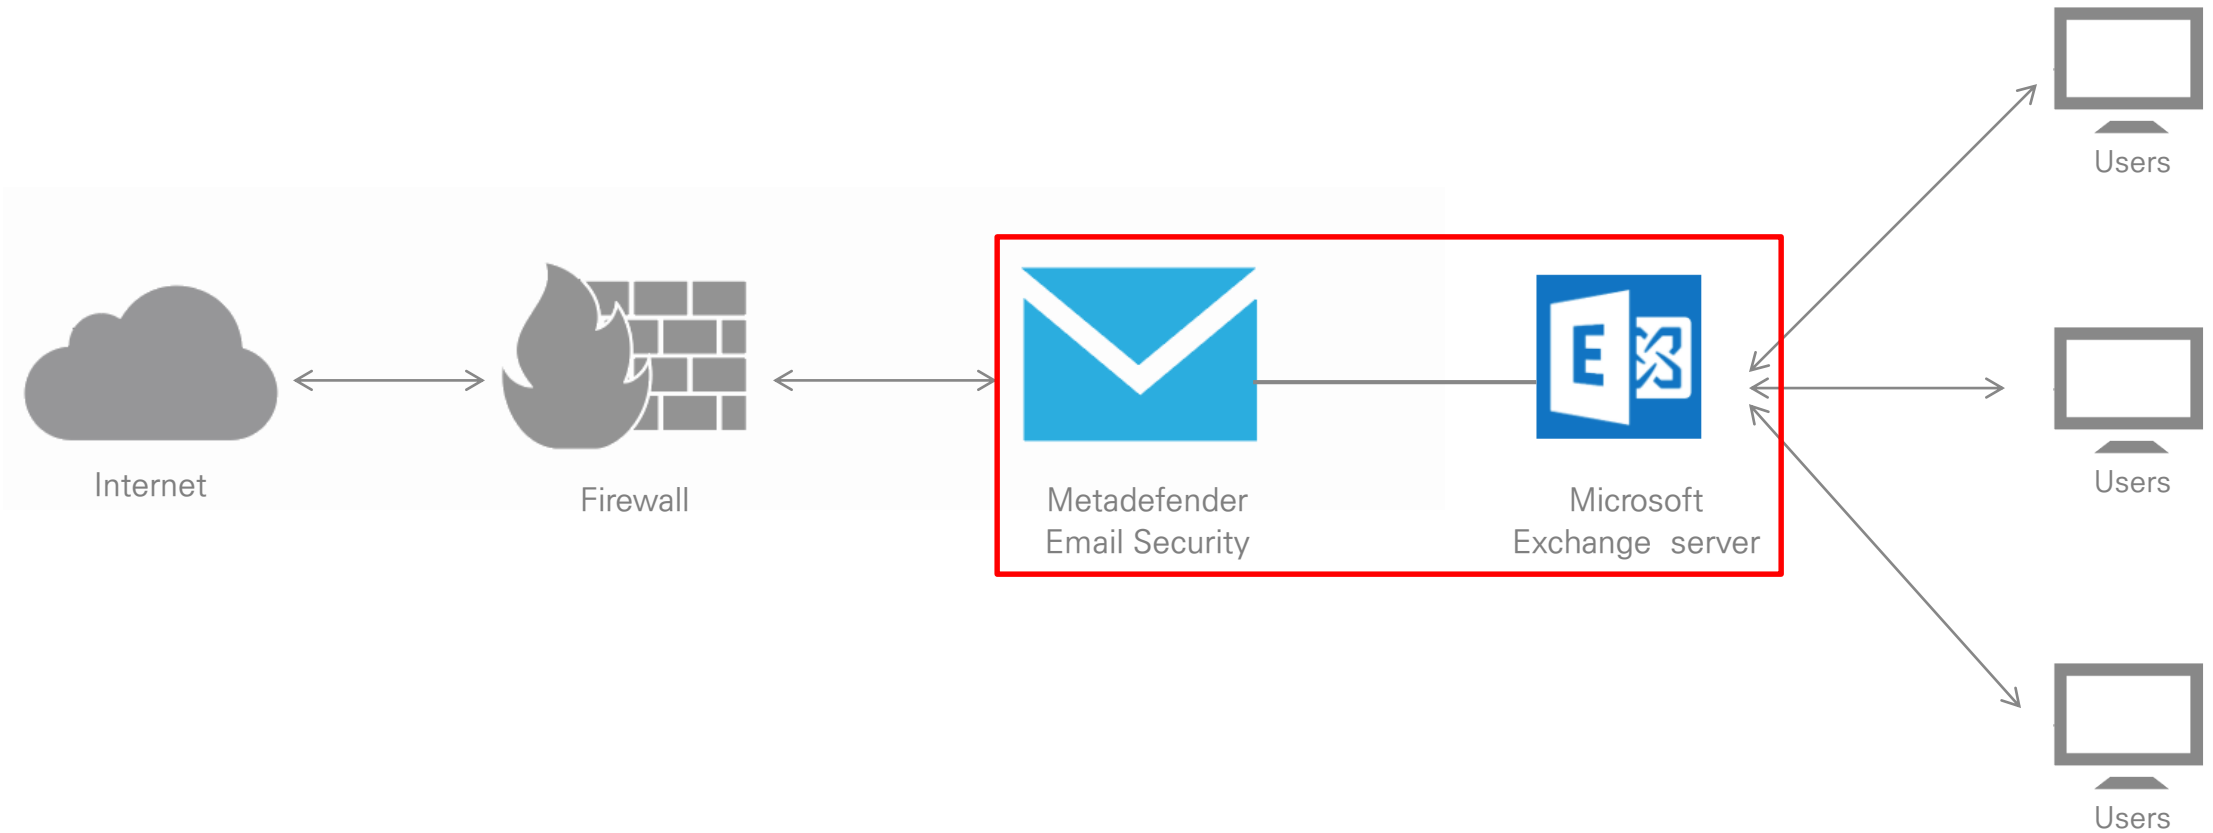 Users
Internet
Firewall
Metadefender
Email Security
E
Microsoft
Exchange server
Users
Users